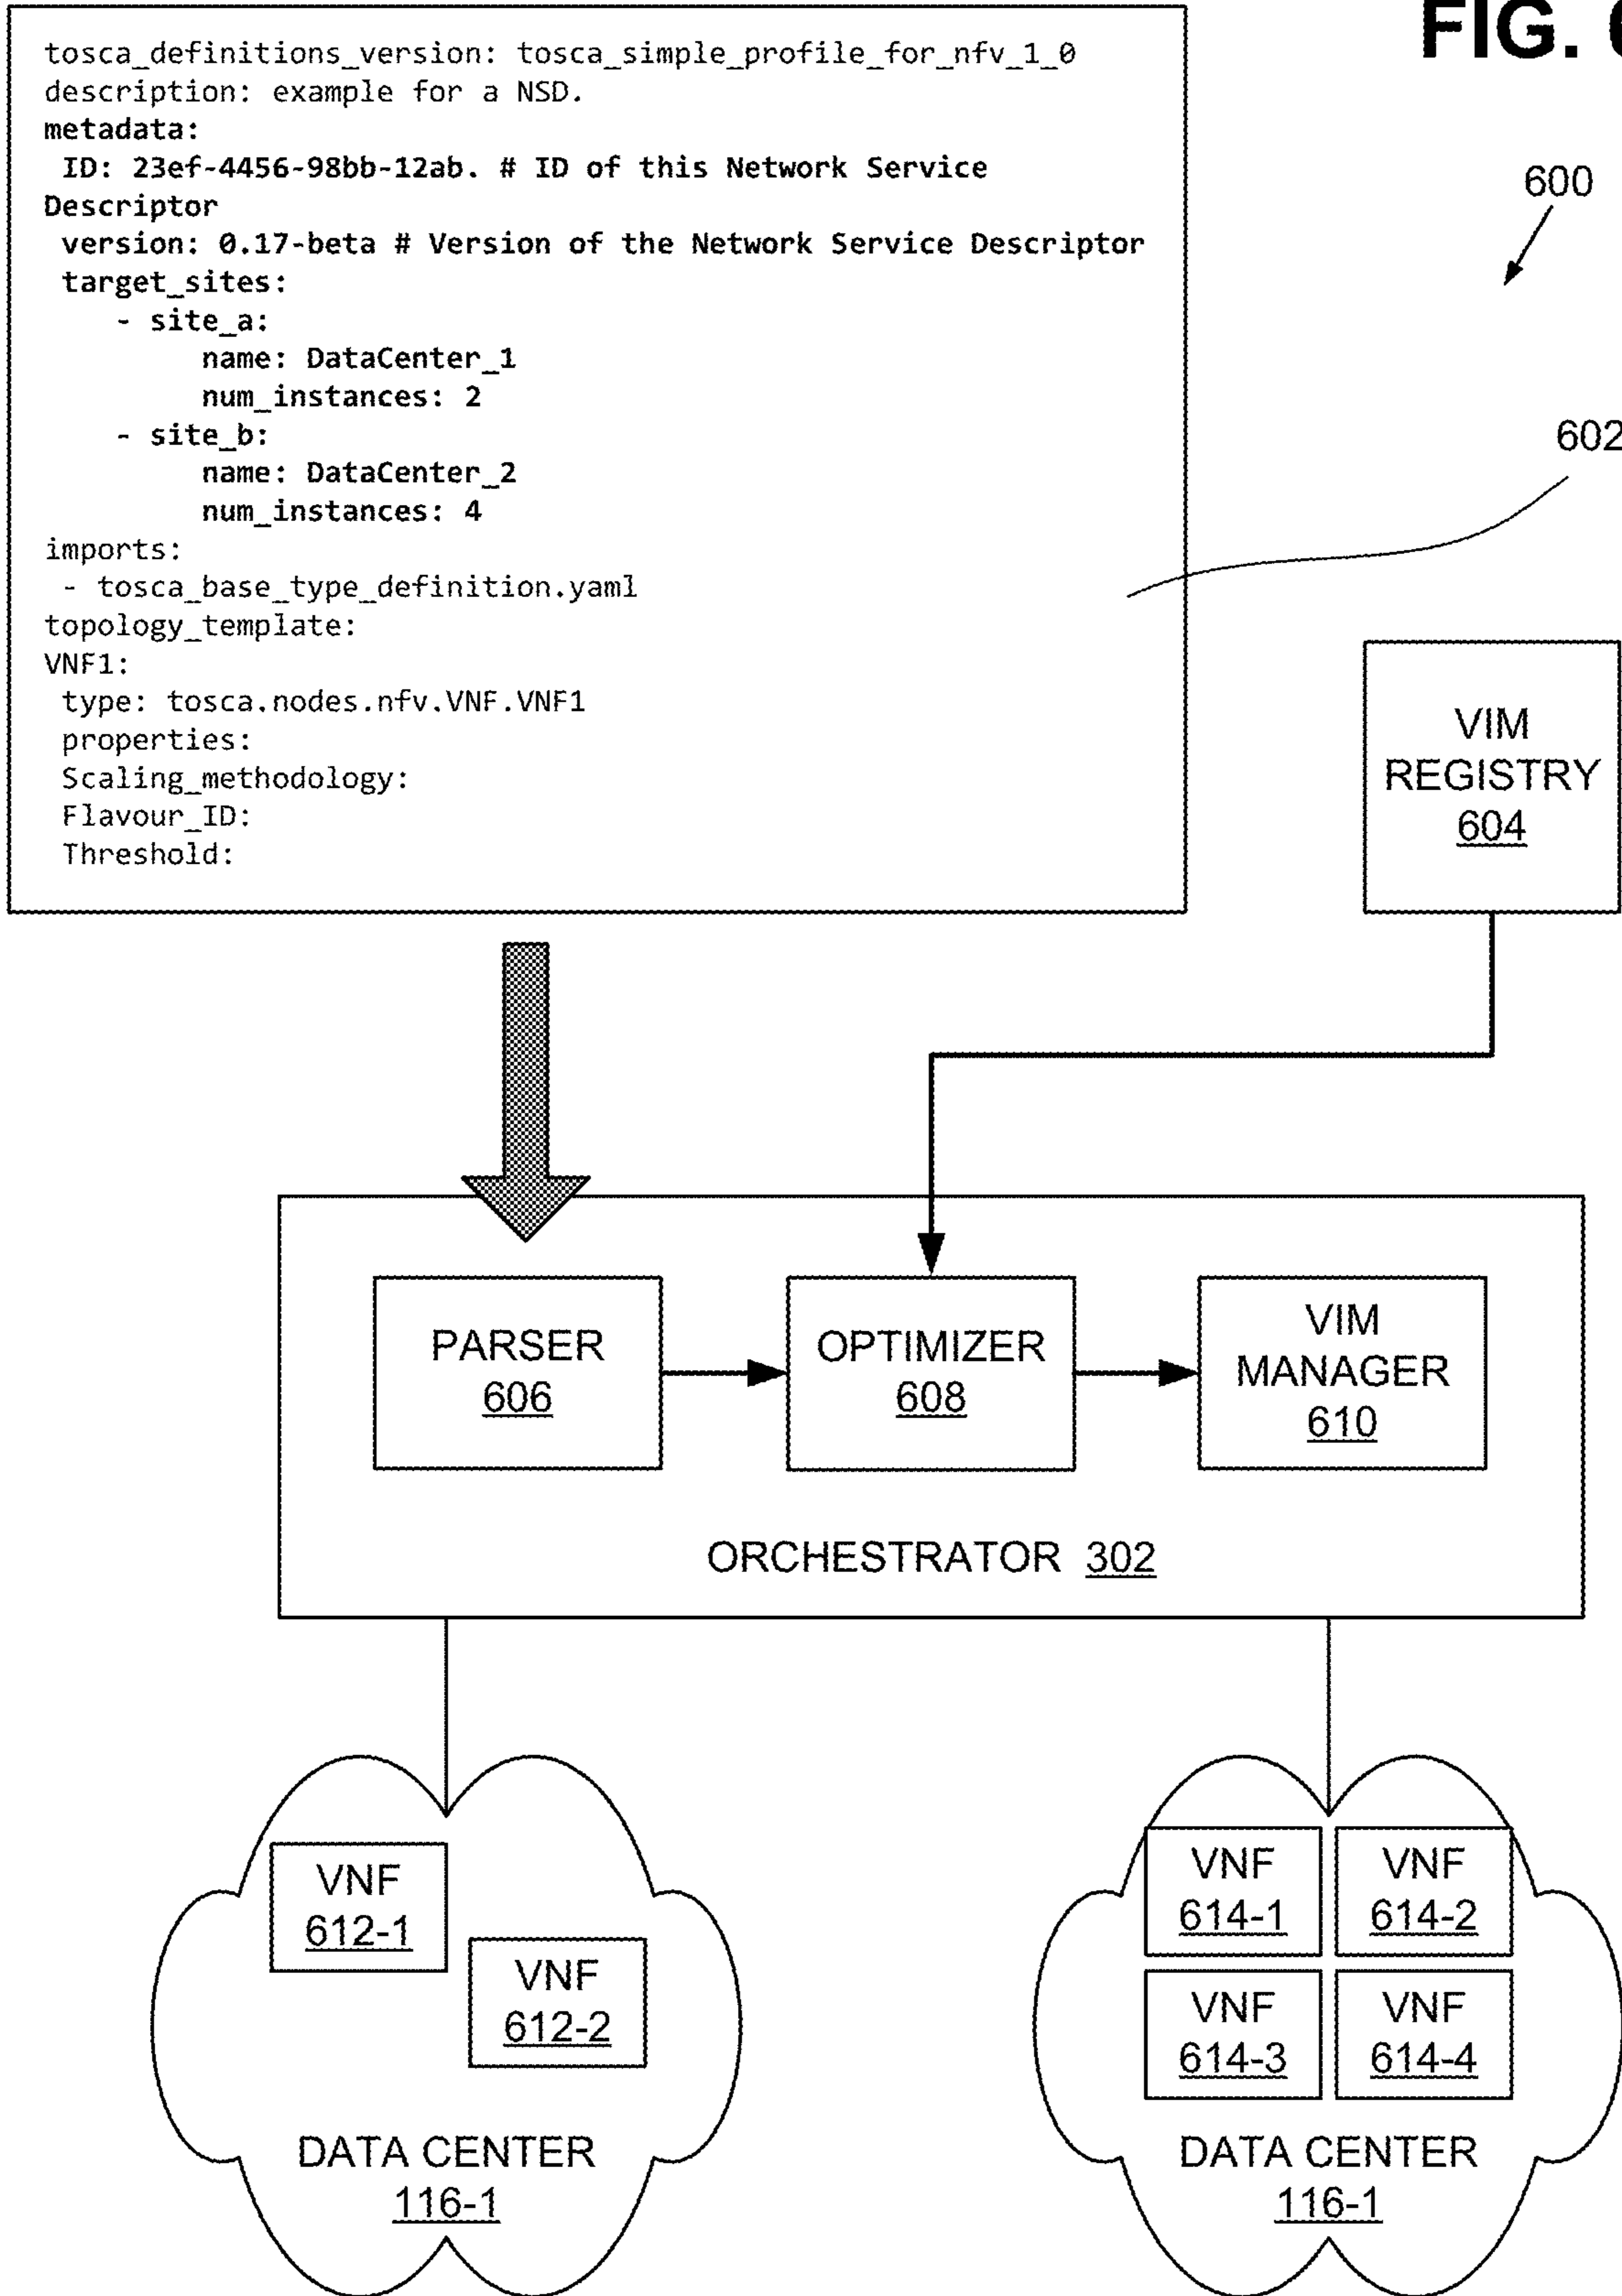 FIG. 6
tosca_definitions_version: tosca_simple_profile_for_nfv_1_0
description: example for a NSD.
metadata:
ID: 23ef-4456-98bb-12ab. # ID of this Network Service
Descriptor
version: 0.17-beta # Version of the Network Service Descriptor
target_sites:
- site_a:
name: DataCenter_1
num_instances: 2
- site_b:
name: DataCenter_2
num_instances: 4
imports:
- tosca_base_type_definition.yaml
topology_template:
VNF1:
type: tosca.nodes.nfv.VNF.VNF1
properties:
Scaling_methodology:
Flavour_ID:
Threshold:
600
602
VIM
REGISTRY
604
PARSER
606
OPTIMIZER
608
VIM
MANAGER
610
ORCHESTRATOR 302
VNF
612-1
VNF
612-2
DATA CENTER
116-1
VNF
614-1
VNF
614-2
VNF
614-3
VNF
614-4
DATA CENTER
116-1